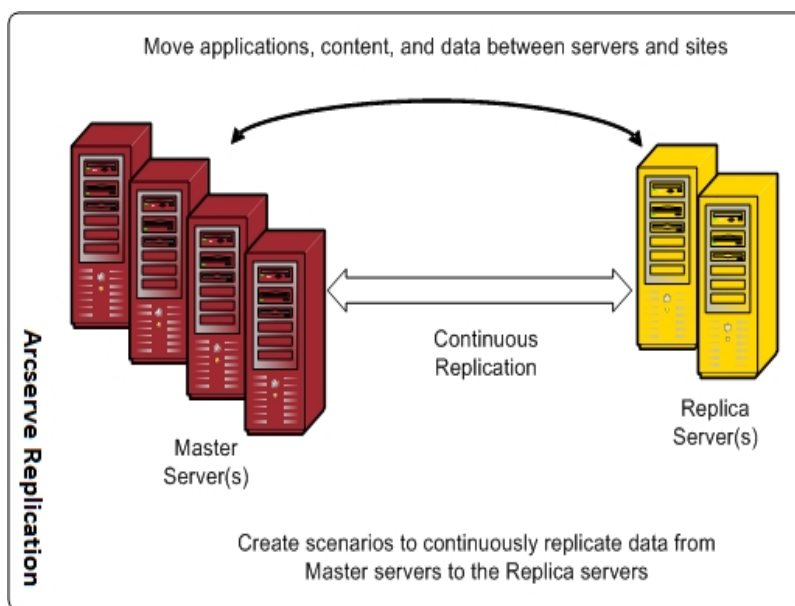 Move applications, content, and data between servers and sites
Continuous
Replication
Master
Server(s)
Replica
Server(s)
Arcserve Replication
Create scenarios to continuously replicate data from
Master servers to the Replica servers